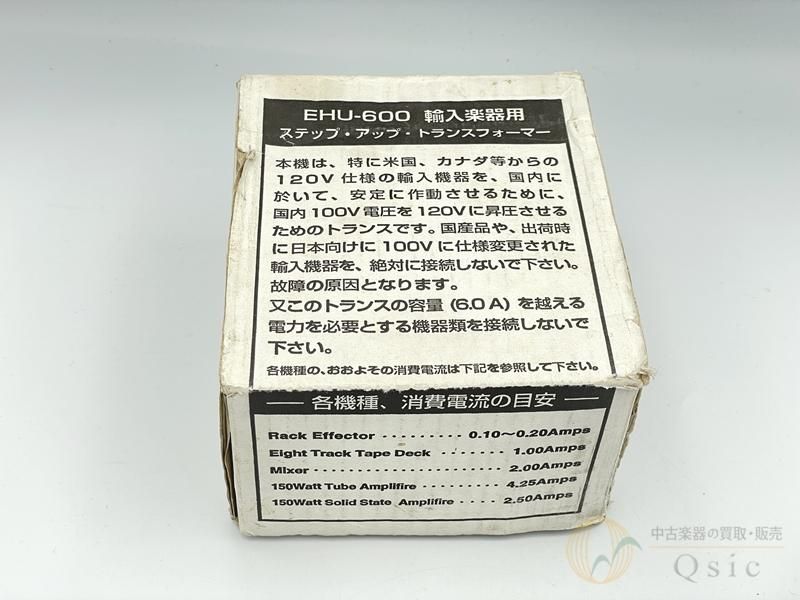 EHU-600 輸入楽器用
ステップ・アップ・トランスフォーマー
本機は、特に米国、カナダ等からの
120V 仕様の輸入機器を、国内に
於いて、安定に作動させるために、
国内 100V 電圧を 120V に昇圧させる
ためのトランスです。国産品や、出荷時
に日本向けに 100V に仕様変更された
輸入機器を、絶対に接続しないで下さい。
故障の原因となります。
又このトランスの容量 (6.0 A) を越える
電力を必要とする機器類を接続しないで
下さい。
各機種の、おおよその消費電流は下記を参照して下さい。
— 各機種、消費電流の目安 —
Rack Effector ········· 0.10〜0.20Amps
Eight Track Tape Deck ······· 1.00Amps
Mixer ····················· 2.00Amps
150Watt Tube Amplifire ········ 4.25Amps
150Watt Solid State Amplifire ····· 2.50Amps
中古楽器の買取・販売
Qsic